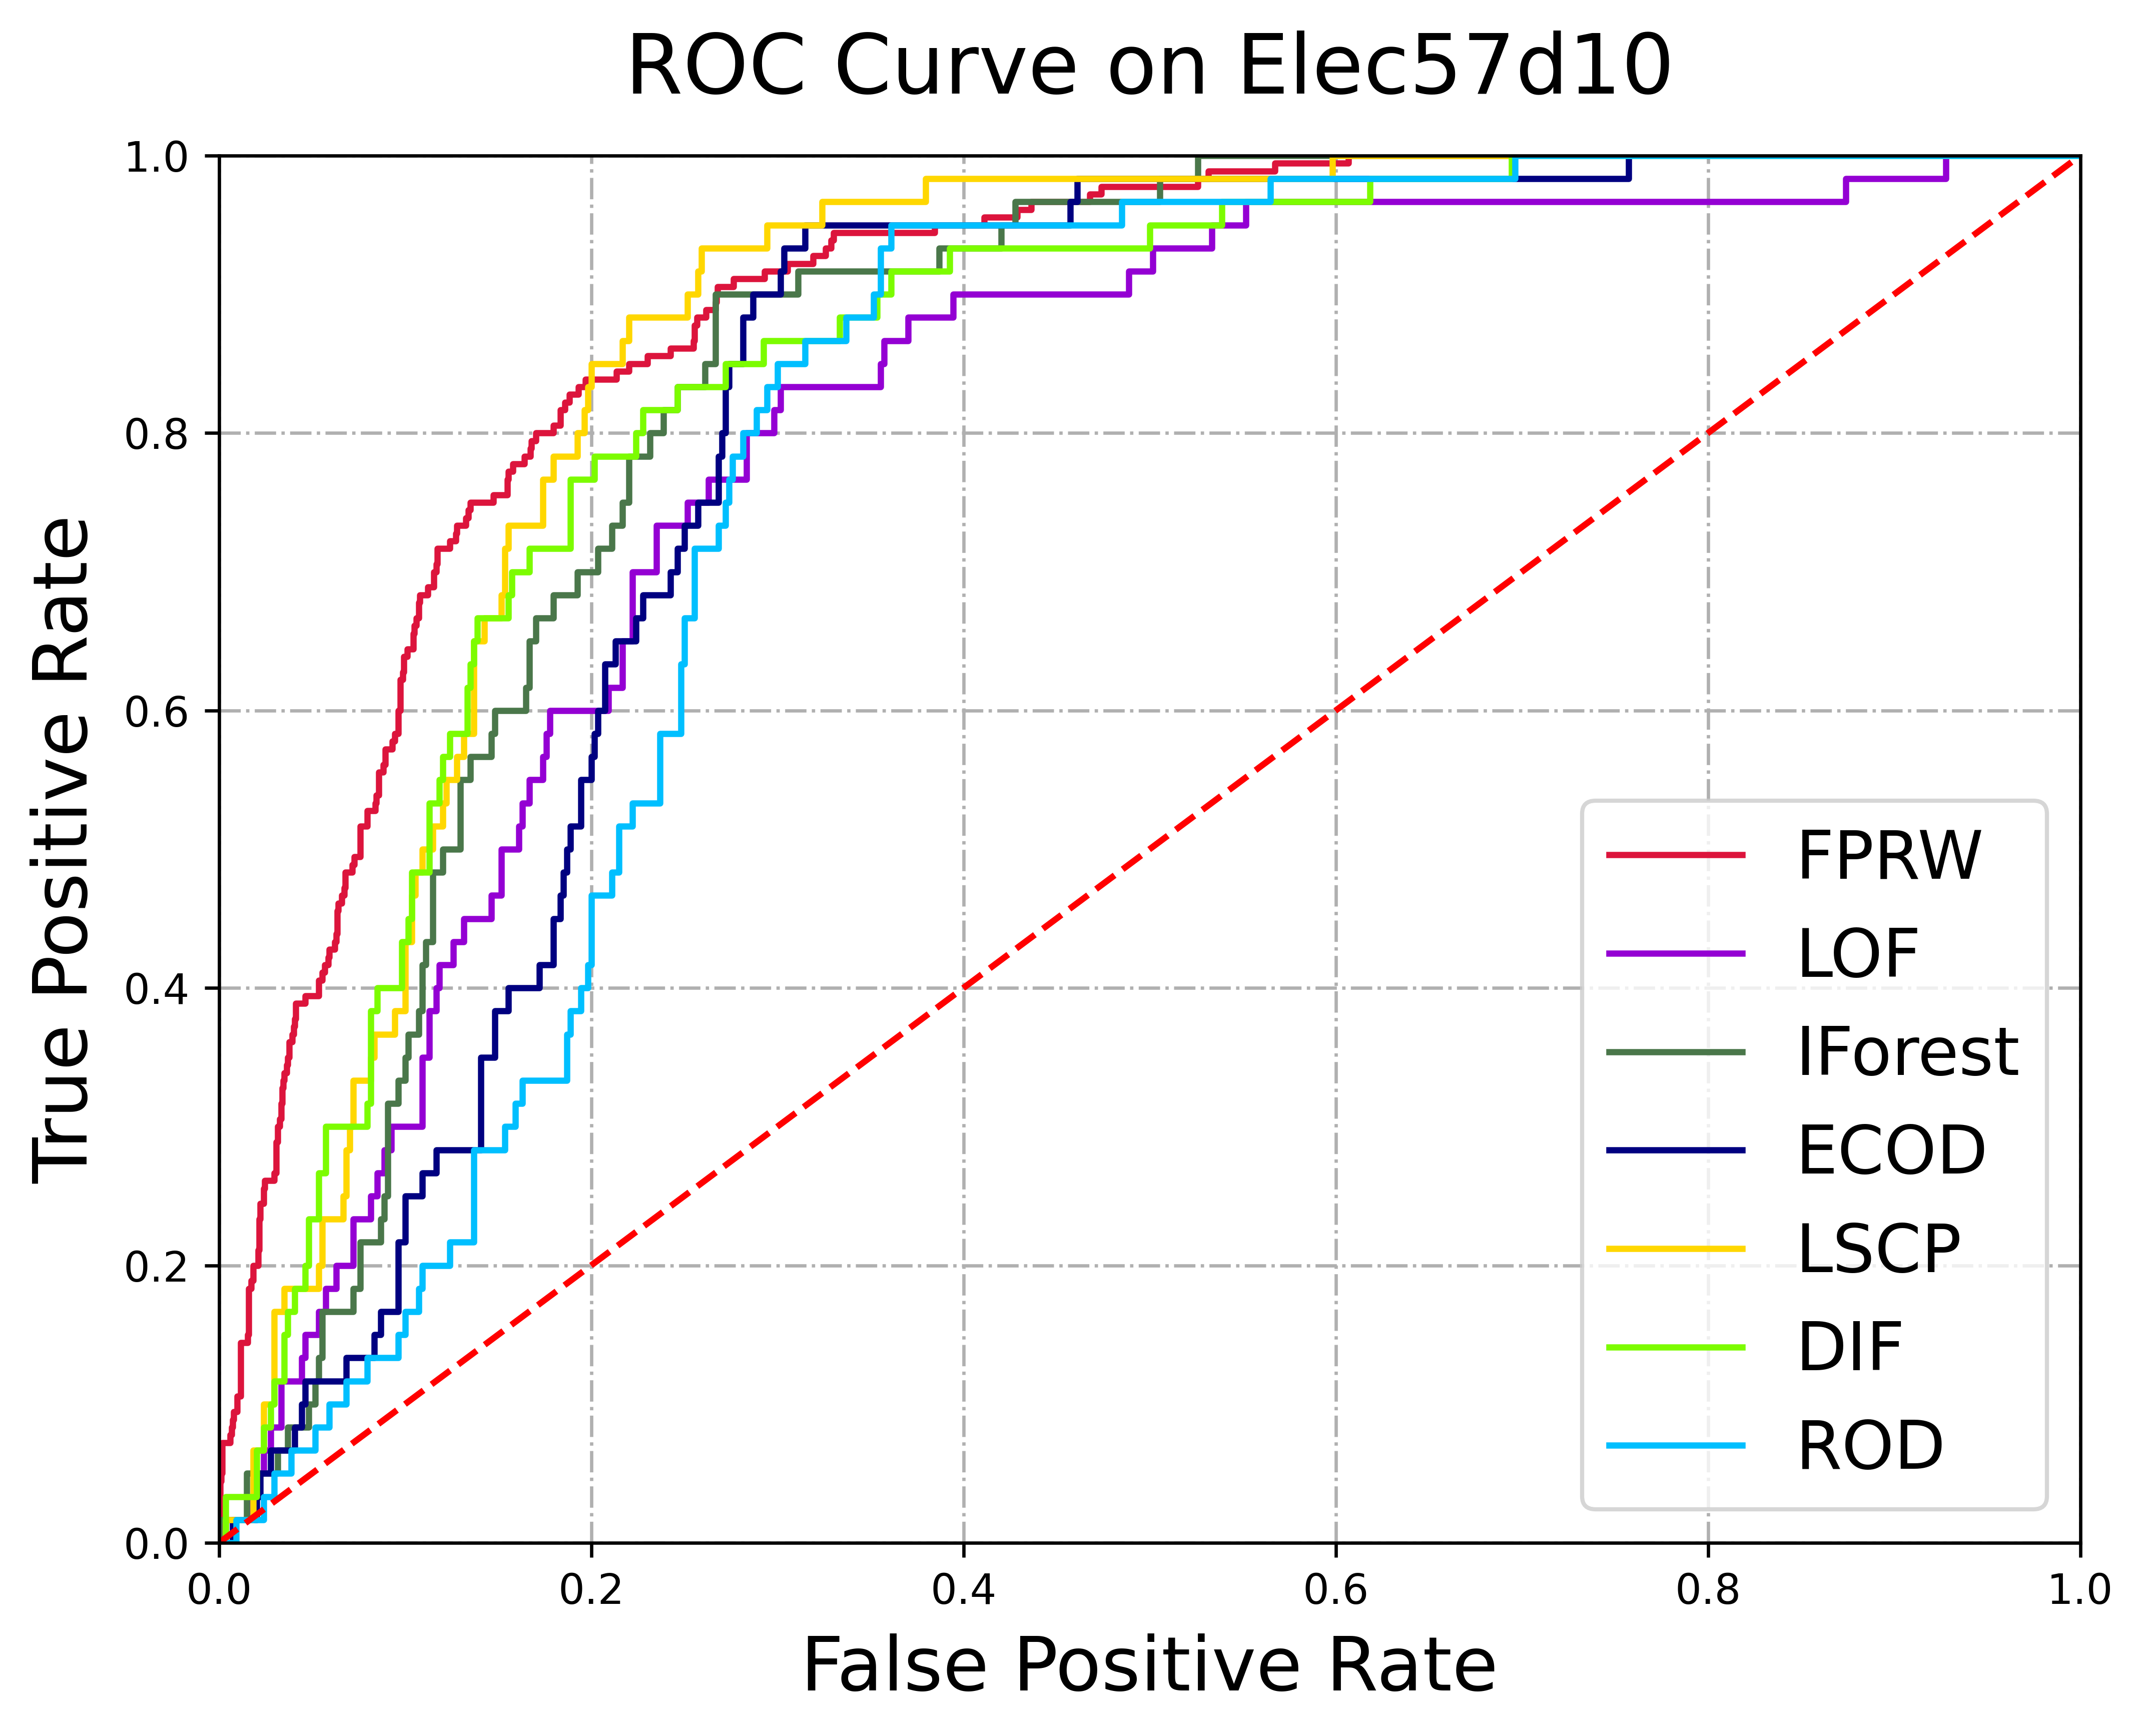 ROC Curve on Elec57d10
True Positive Rate
1.0
0.8
0.6
0.4
0.2
0.0
FPRW
LOF
IForest
ECOD
LSCP
DIF
ROD
0.0 0.2 0.4 0.6 0.8 1.0
False Positive Rate